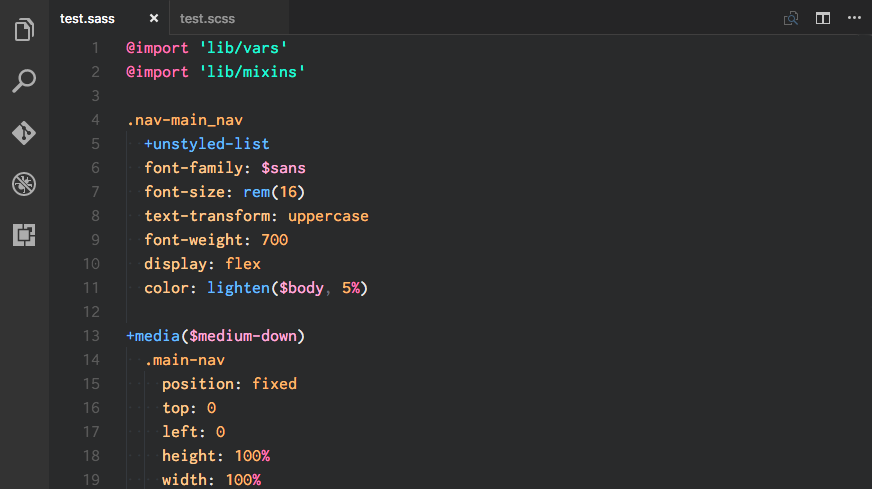 test.sass × test.scss
1 @import 'lib/vars'
2 @import 'lib/mixins'
3
4 .nav-main_nav
5 +unstyled-list
6 font-family: $sans
7 font-size: rem(16)
8 text-transform: uppercase
9 font-weight: 700
10 display: flex
11 color: lighten($body, 5%)
12
13 +media($medium-down)
14 .main-nav
15 position: fixed
16 top: 0
17 left: 0
18 height: 100%
19 width: 100%